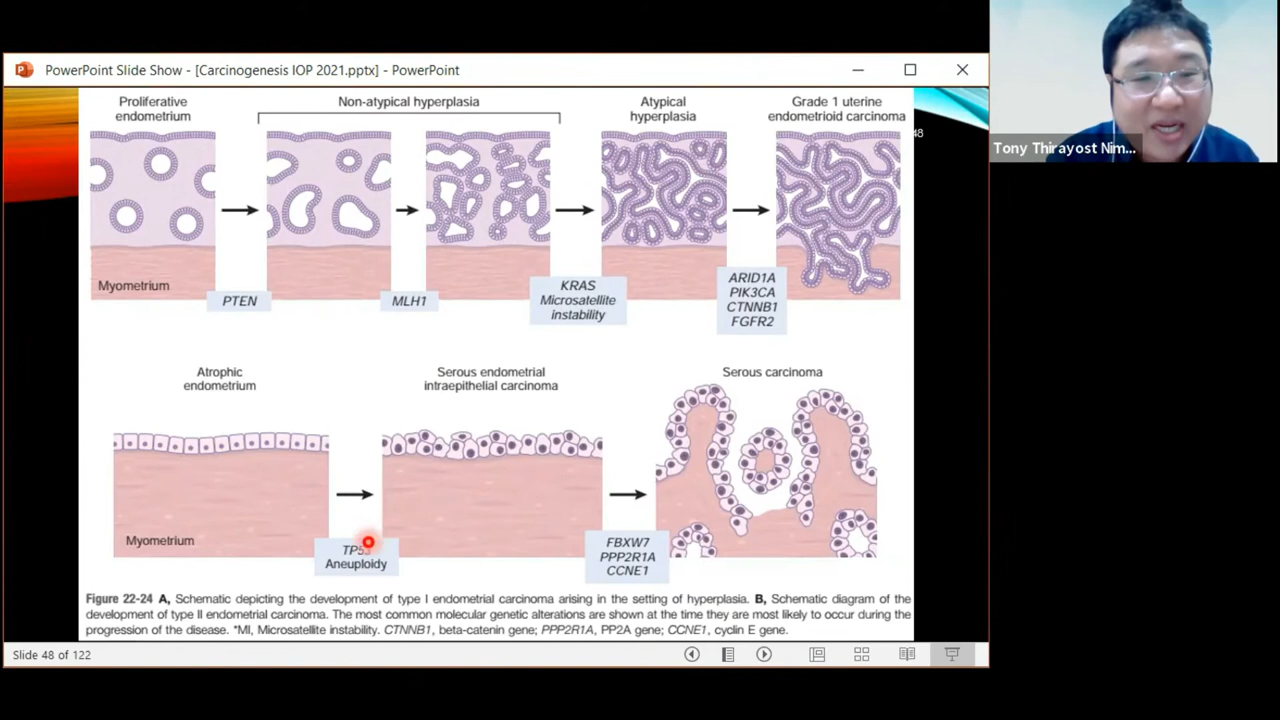 PowerPoint Slide Show - [Carcinogenesis IOP 2021.pptx] - PowerPoint
Proliferative
endometrium
Non-atypical hyperplasia
Atypical
hyperplasia
Grade 1 uterine
endometrioid carcinoma
48
Tony Thirayost Nim...
Myometrium
PTEN
MLH1
KRAS
Microsatellite
instability
ARID1A
PIK3CA
CTNNB1
FGFR2
Atrophic
endometrium
Serous endometrial
intraepithelial carcinoma
Serous carcinoma
Myometrium
TP53
Aneuploidy
FBXW7
PPP2R1A
CCNE1
Figure 22-24 A, Schematic depicting the development of type I endometrial carcinoma arising in the setting of hyperplasia. B, Schematic diagram of the
development of type II endometrial carcinoma. The most common molecular genetic alterations are shown at the time they are most likely to occur during the
progression of the disease. *MI, Microsatellite instability. CTNNB1, beta-catenin gene; PPP2R1A, PP2A gene; CCNE1, cyclin E gene.
Slide 48 of 122